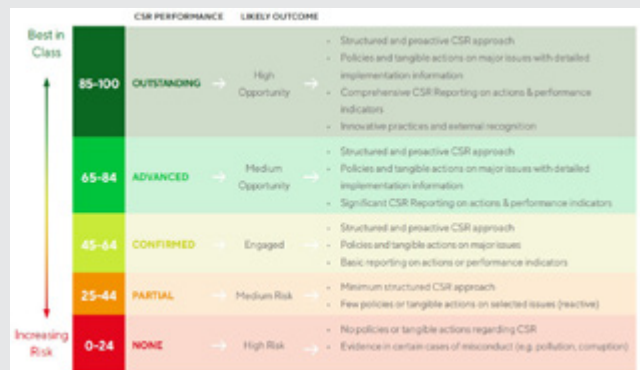 CSR PERFORMANCE LIKELY OUTCOME
Best in
Class
85-100 OUTSTANDING → High
Opportunity →
• Structured and proactive CSR approach
• Policies and tangible actions on major issues with detailed
implementation information
• Comprehensive CSR Reporting on actions & performance
indicators
• Innovative practices and external recognition
65-84 ADVANCED → Medium
Opportunity →
• Structured and proactive CSR approach
• Policies and tangible actions on major issues with detailed
implementation information
• Significant CSR Reporting on actions & performance indicators
45-64 CONFIRMED → Engaged →
• Structured and proactive CSR approach
• Policies and tangible actions on major issues
• Basic reporting on actions or performance indicators
25-44 PARTIAL → Medium Risk →
• Minimum structured CSR approach
• Few policies or tangible actions on selected issues (reactive)
Increasing
Risk
0-24 NONE → High Risk →
• No policies or tangible actions regarding CSR
• Evidence in certain cases of misconduct (e.g. pollution, corruption)